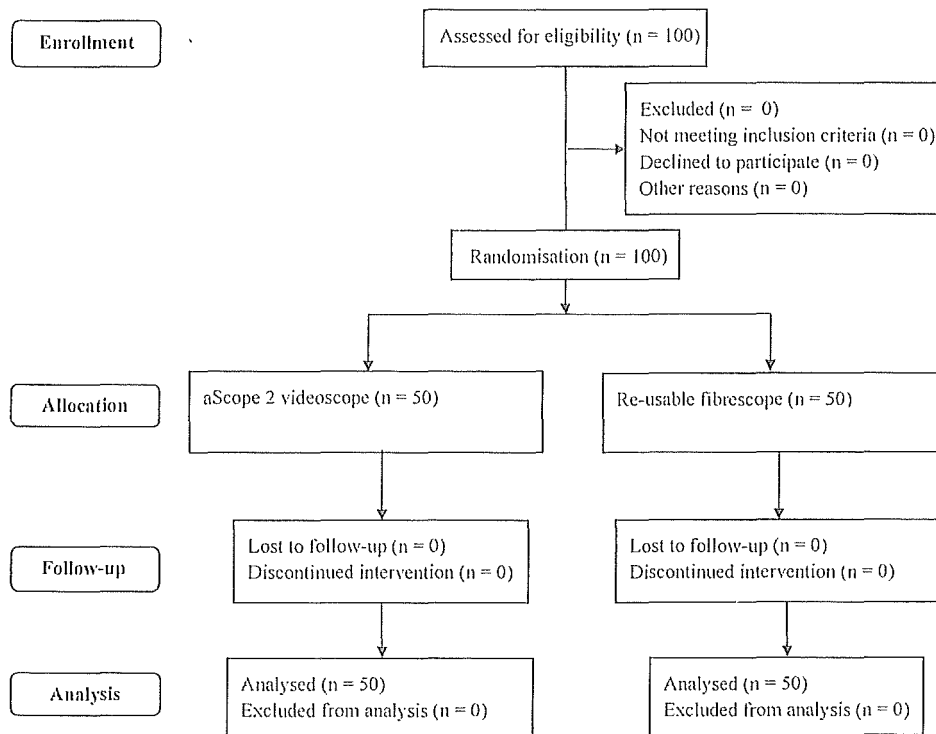 Enrollment
Assessed for eligibility (n = 100)
Excluded (n = 0)
Not meeting inclusion criteria (n = 0)
Declined to participate (n = 0)
Other reasons (n = 0)
Randomisation (n = 100)
Allocation
aScope 2 videoscope (n = 50)
Re-usable fibrescope (n = 50)
Follow-up
Lost to follow-up (n = 0)
Discontinued intervention (n = 0)
Lost to follow-up (n = 0)
Discontinued intervention (n = 0)
Analysis
Analysed (n = 50)
Excluded from analysis (n = 0)
Analysed (n = 50)
Excluded from analysis (n = 0)